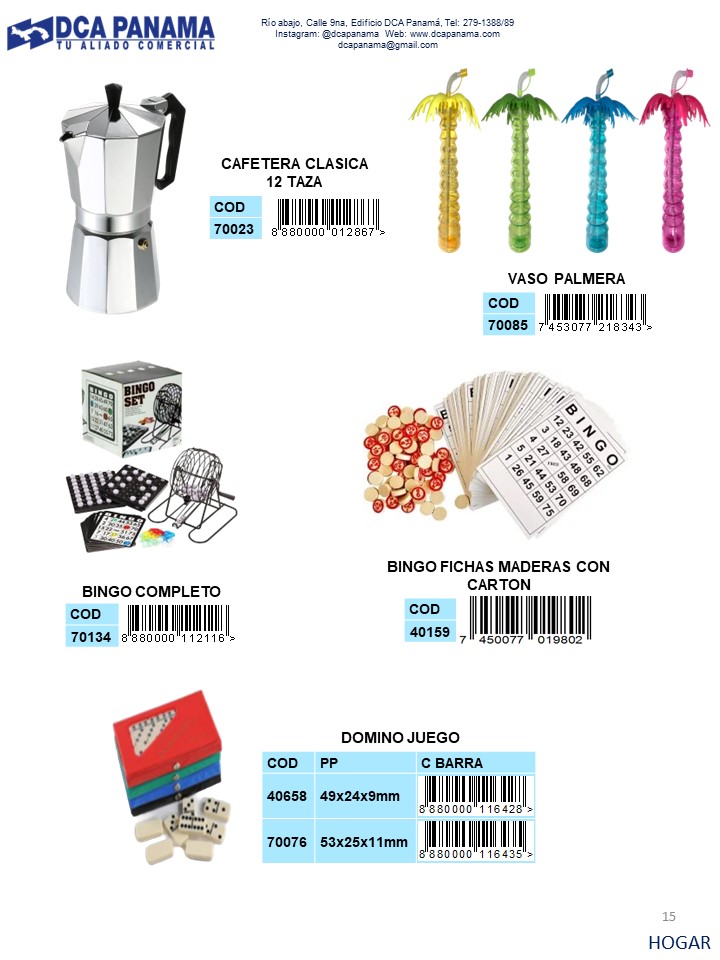 DCA PANAMA
TU ALIADO COMERCIAL
Río abajo, Calle 9na, Edificio DCA Panamá, Tel: 279-1388/89
Instagram: @dcapanama Web: www.dcapanama.com
dcapanama@gmail.com
CAFETERA CLASICA
12 TAZA
COD
70023
8 880000 012867 >
VASO PALMERA
COD
70085
7 453077 218343 >
BINGO
SET
BINGO
BINGO COMPLETO
COD
70134
8 880000 112116 >
BINGO
BINGO FICHAS MADERAS CON
CARTON
COD
40159
7 450077 019802
DOMINO JUEGO
COD PP C BARRA
40658 49x24x9mm
8 880000 116428 >
70076 53x25x11mm
8 880000 116435 >
15
HOGAR